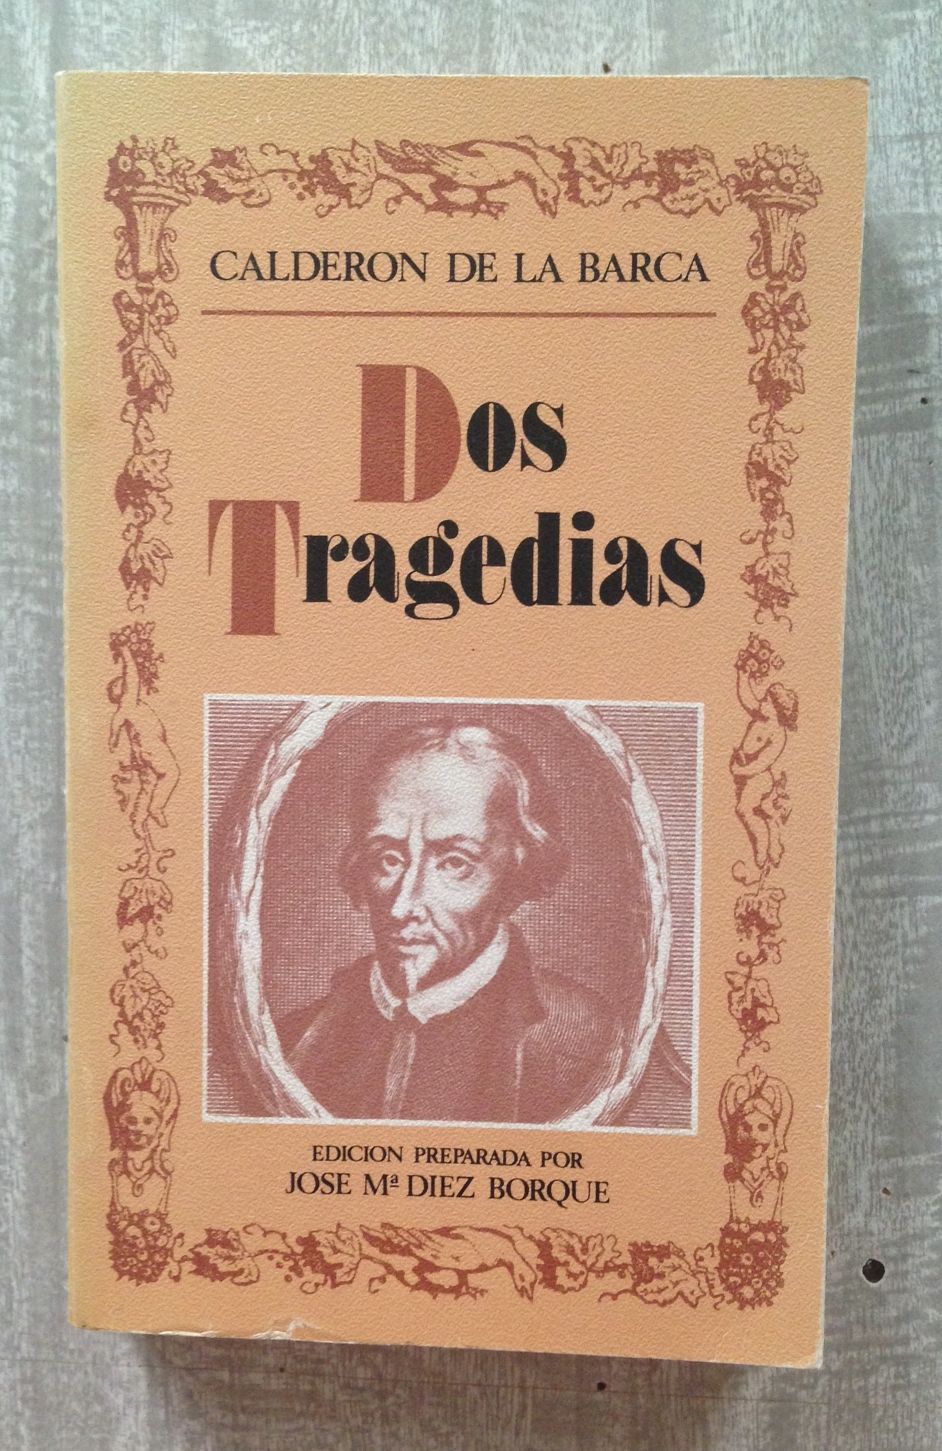 CALDERON DE LA BARCA
Dos
Tragedias
EDICION PREPARADA POR
JOSE Mª DIEZ BORQUE